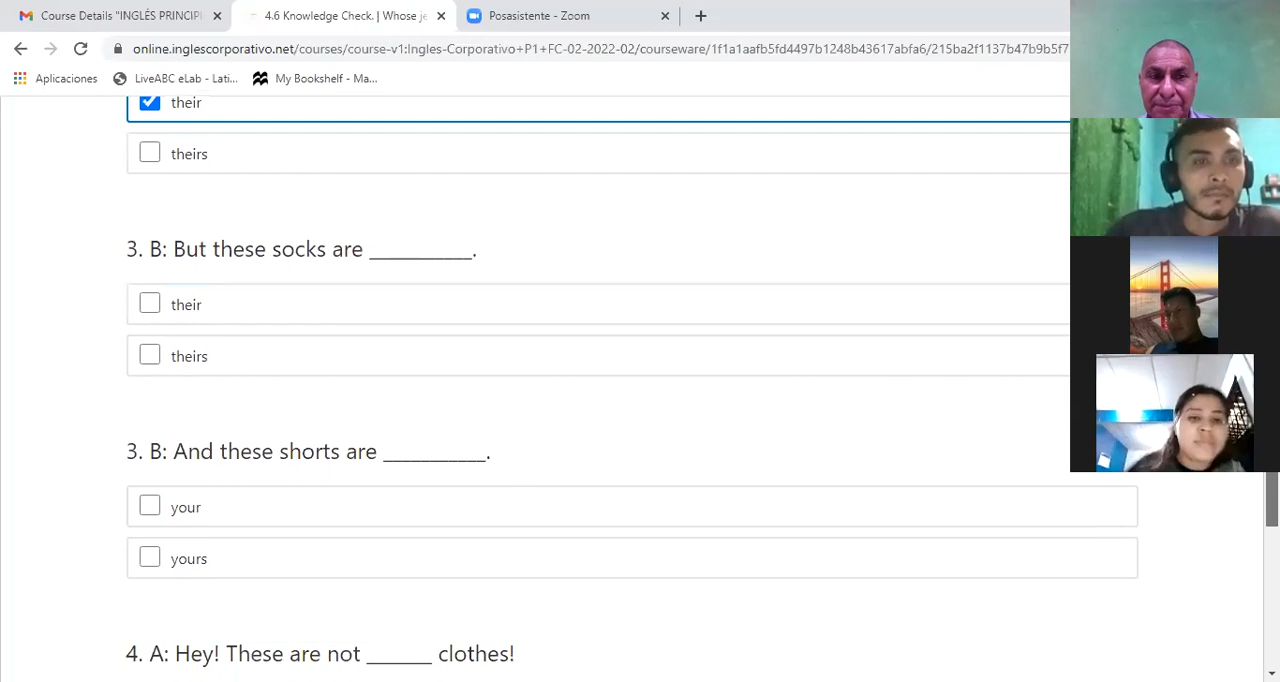 Course Details "INGLÉS PRINCIPI
4.6 Knowledge Check. | Whose je
Posasistente - Zoom
online.inglescorporativo.net/courses/course-v1:Ingles-Corporativo+P1+FC-02-2022-02/courseware/1f1a1aafb5fd4497b1248b43617abfa6/215ba2f1137b47b9b5f7
Aplicaciones
LiveABC eLab - Lati...
My Bookshelf - Ma...
their
theirs
3. B: But these socks are __________.
their
theirs
3. B: And these shorts are __________.
your
yours
4. A: Hey! These are not ______ clothes!